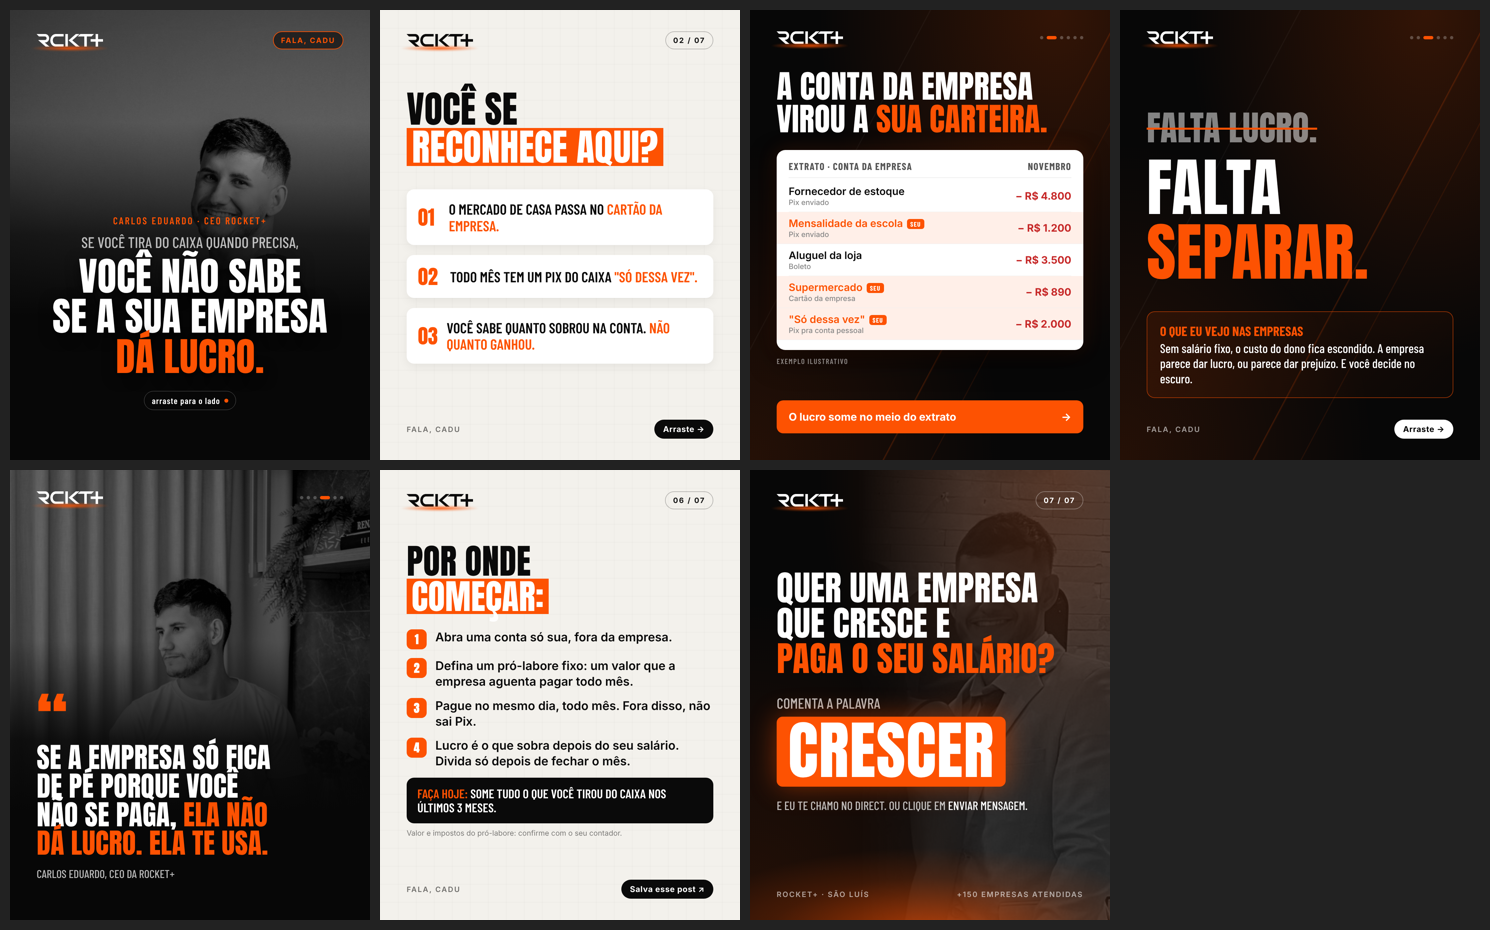 RCKT+
FALA, CADU
CARLOS EDUARDO · CEO ROCKET+
SE VOCÊ TIRA DO CAIXA QUANDO PRECISA,
VOCÊ NÃO SABE
SE A SUA EMPRESA
DÁ LUCRO.
arraste para o lado
RCKT+
02 / 07
VOCÊ SE
RECONHECE AQUI?
01
O MERCADO DE CASA PASSA NO CARTÃO DA
EMPRESA.
02
TODO MÊS TEM UM PIX DO CAIXA "SÓ DESSA VEZ".
03
VOCÊ SABE QUANTO SOBROU NA CONTA. NÃO
QUANTO GANHOU.
FALA, CADU
Arraste →
RCKT+
A CONTA DA EMPRESA
VIROU A SUA CARTEIRA.
EXTRATO · CONTA DA EMPRESA NOVEMBRO
Fornecedor de estoque
Pix enviado
– R$ 4.800
Mensalidade da escola SEU
Pix enviado
– R$ 1.200
Aluguel da loja
Boleto
– R$ 3.500
Supermercado SEU
Cartão da empresa
– R$ 890
"Só dessa vez" SEU
Pix pra conta pessoal
– R$ 2.000
EXEMPLO ILUSTRATIVO
O lucro some no meio do extrato →
RCKT+
FALTA LUCRO.
FALTA
SEPARAR.
O QUE EU VEJO NAS EMPRESAS
Sem salário fixo, o custo do dono fica escondido. A empresa
parece dar lucro, ou parece dar prejuízo. E você decide no
escuro.
FALA, CADU
Arraste →
RCKT+
“
SE A EMPRESA SÓ FICA
DE PÉ PORQUE VOCÊ
NÃO SE PAGA, ELA NÃO
DÁ LUCRO. ELA TE USA.
CARLOS EDUARDO, CEO DA ROCKET+
RCKT+
06 / 07
POR ONDE
COMEÇAR:
1 Abra uma conta só sua, fora da empresa.
2 Defina um pró-labore fixo: um valor que a
empresa aguenta pagar todo mês.
3 Pague no mesmo dia, todo mês. Fora disso, não
sai Pix.
4 Lucro é o que sobra depois do seu salário.
Divida só depois de fechar o mês.
FAÇA HOJE: SOME TUDO O QUE VOCÊ TIROU DO CAIXA NOS
ÚLTIMOS 3 MESES.
Valor e impostos do pró-labore: confirme com o seu contador.
FALA, CADU
Salva esse post ↗
RCKT+
07 / 07
QUER UMA EMPRESA
QUE CRESCE E
PAGA O SEU SALÁRIO?
COMENTA A PALAVRA
CRESCER
E EU TE CHAMO NO DIRECT. OU CLIQUE EM ENVIAR MENSAGEM.
ROCKET+ · SÃO LUÍS
+150 EMPRESAS ATENDIDAS